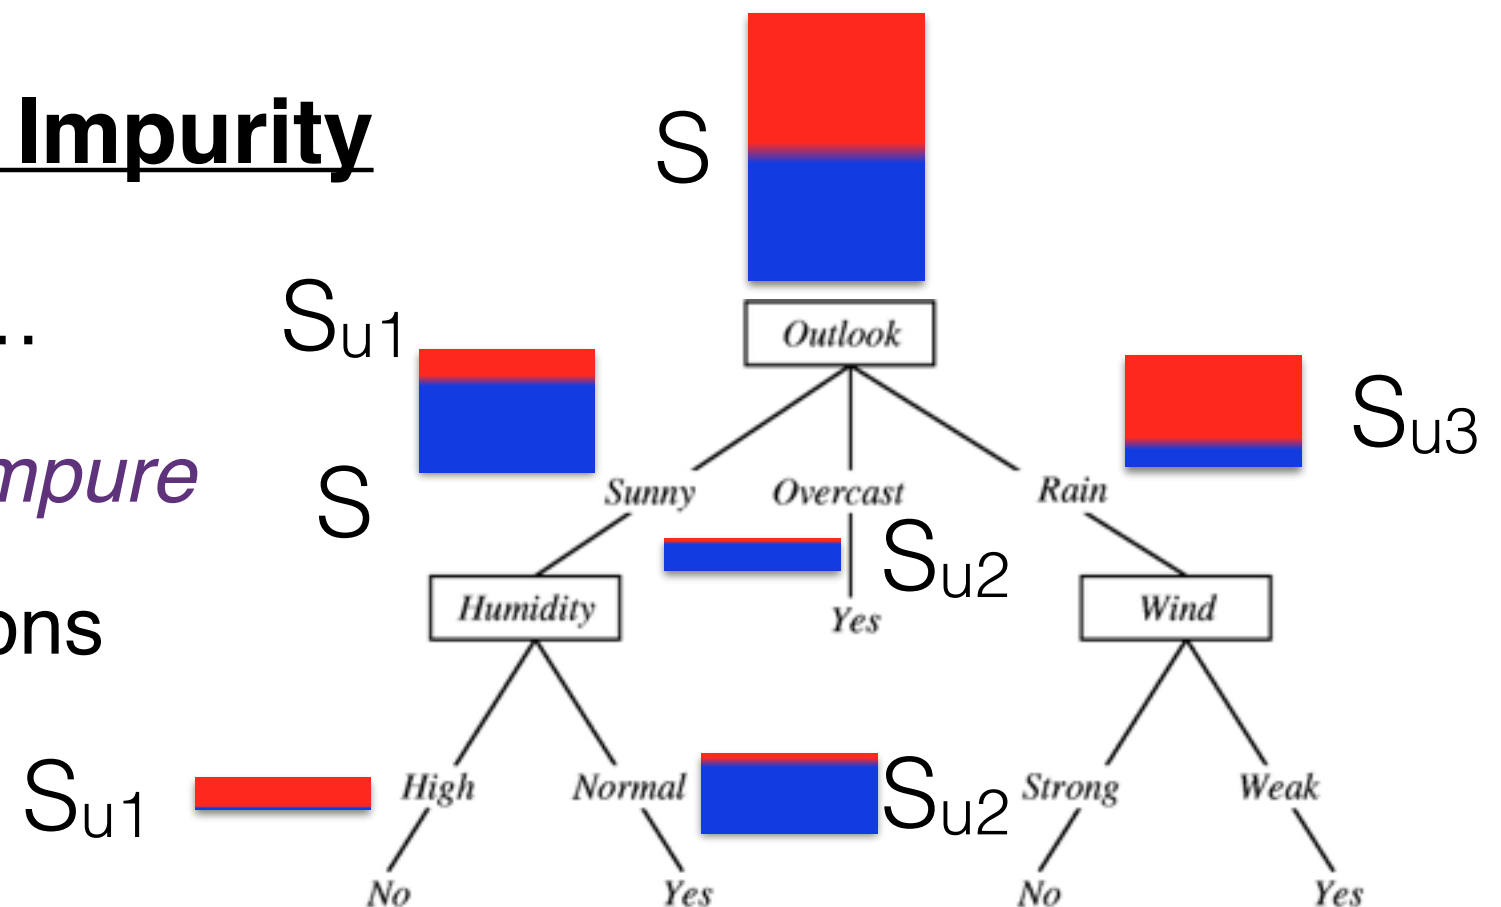 Impurity
S
..
Su1
Outlook
Su3
mpure
S
Sunny Overcast Rain
Su2
Humidity
Yes
Wind
ons
Su1
High
Normal
Su2
Strong
Weak
No
Yes
No
Yes